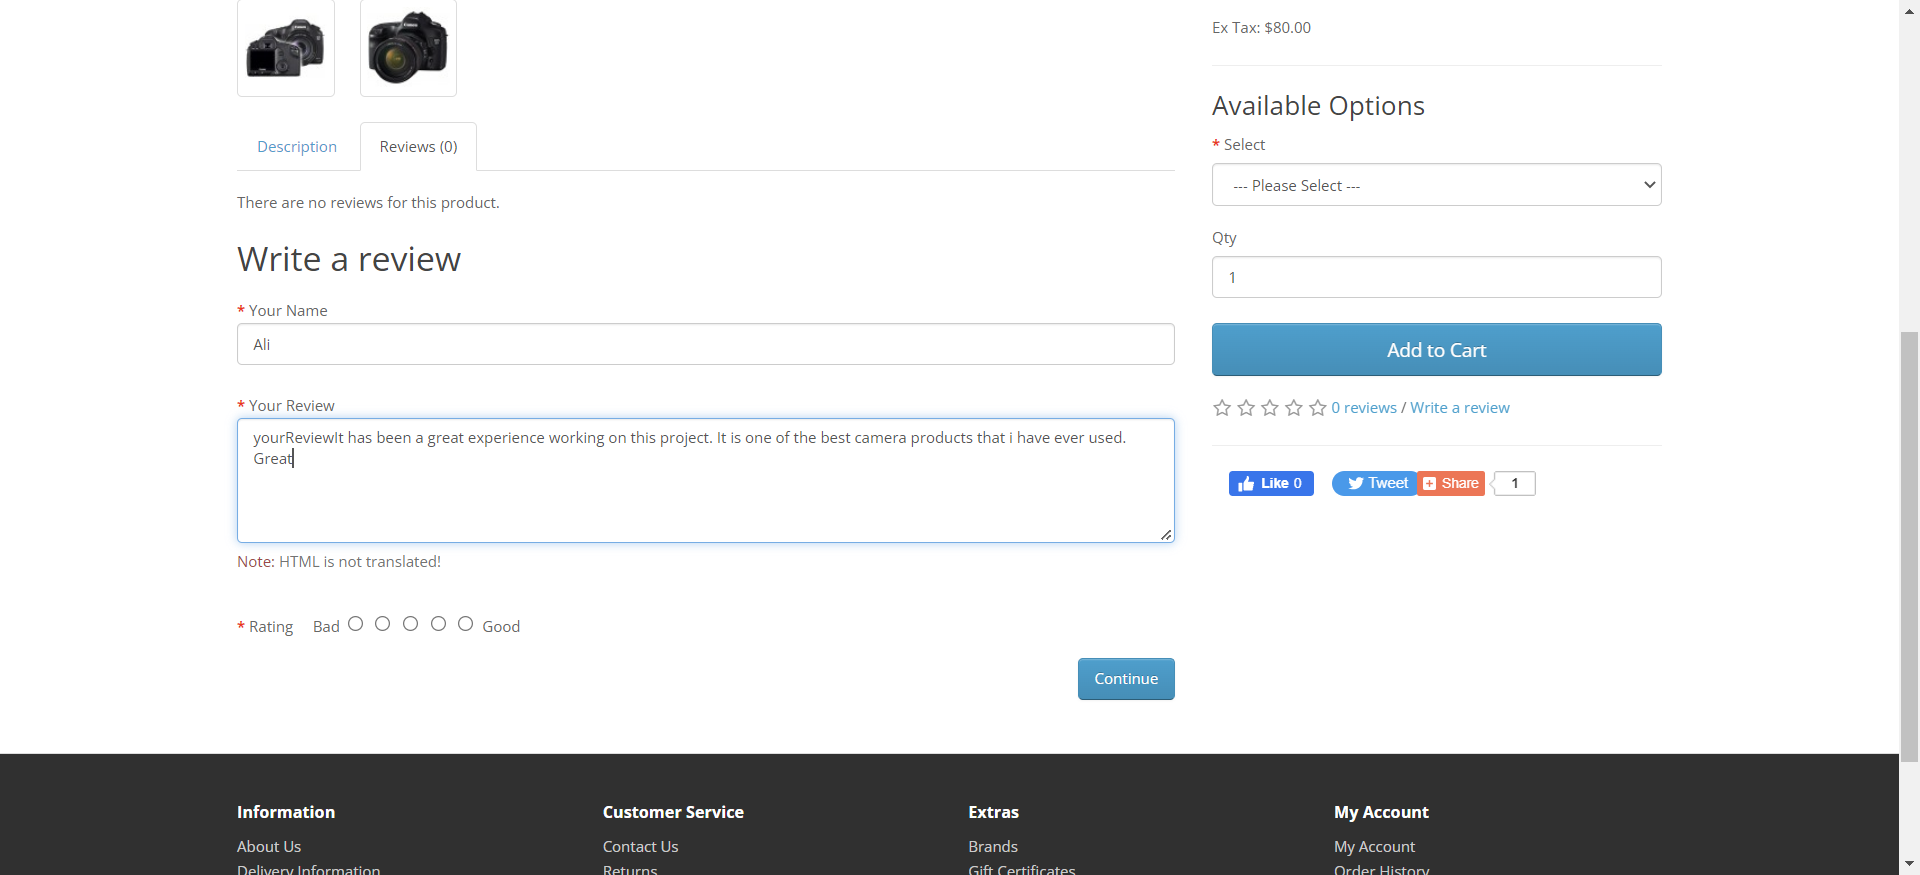 Ex Tax: $80.00
Available Options
* Select
--- Please Select ---
Qty
1
Add to Cart
0 reviews / Write a review
Like 0
Tweet
Share
1
Description
Reviews (0)
There are no reviews for this product.
Write a review
* Your Name
Ali
* Your Review
yourReviewIt has been a great experience working on this project. It is one of the best camera products that i have ever used.
Great
Note: HTML is not translated!
* Rating Bad Good
Continue
Information
About Us
Delivery Information
Customer Service
Contact Us
Returns
Extras
Brands
Gift Certificates
My Account
My Account
Order History